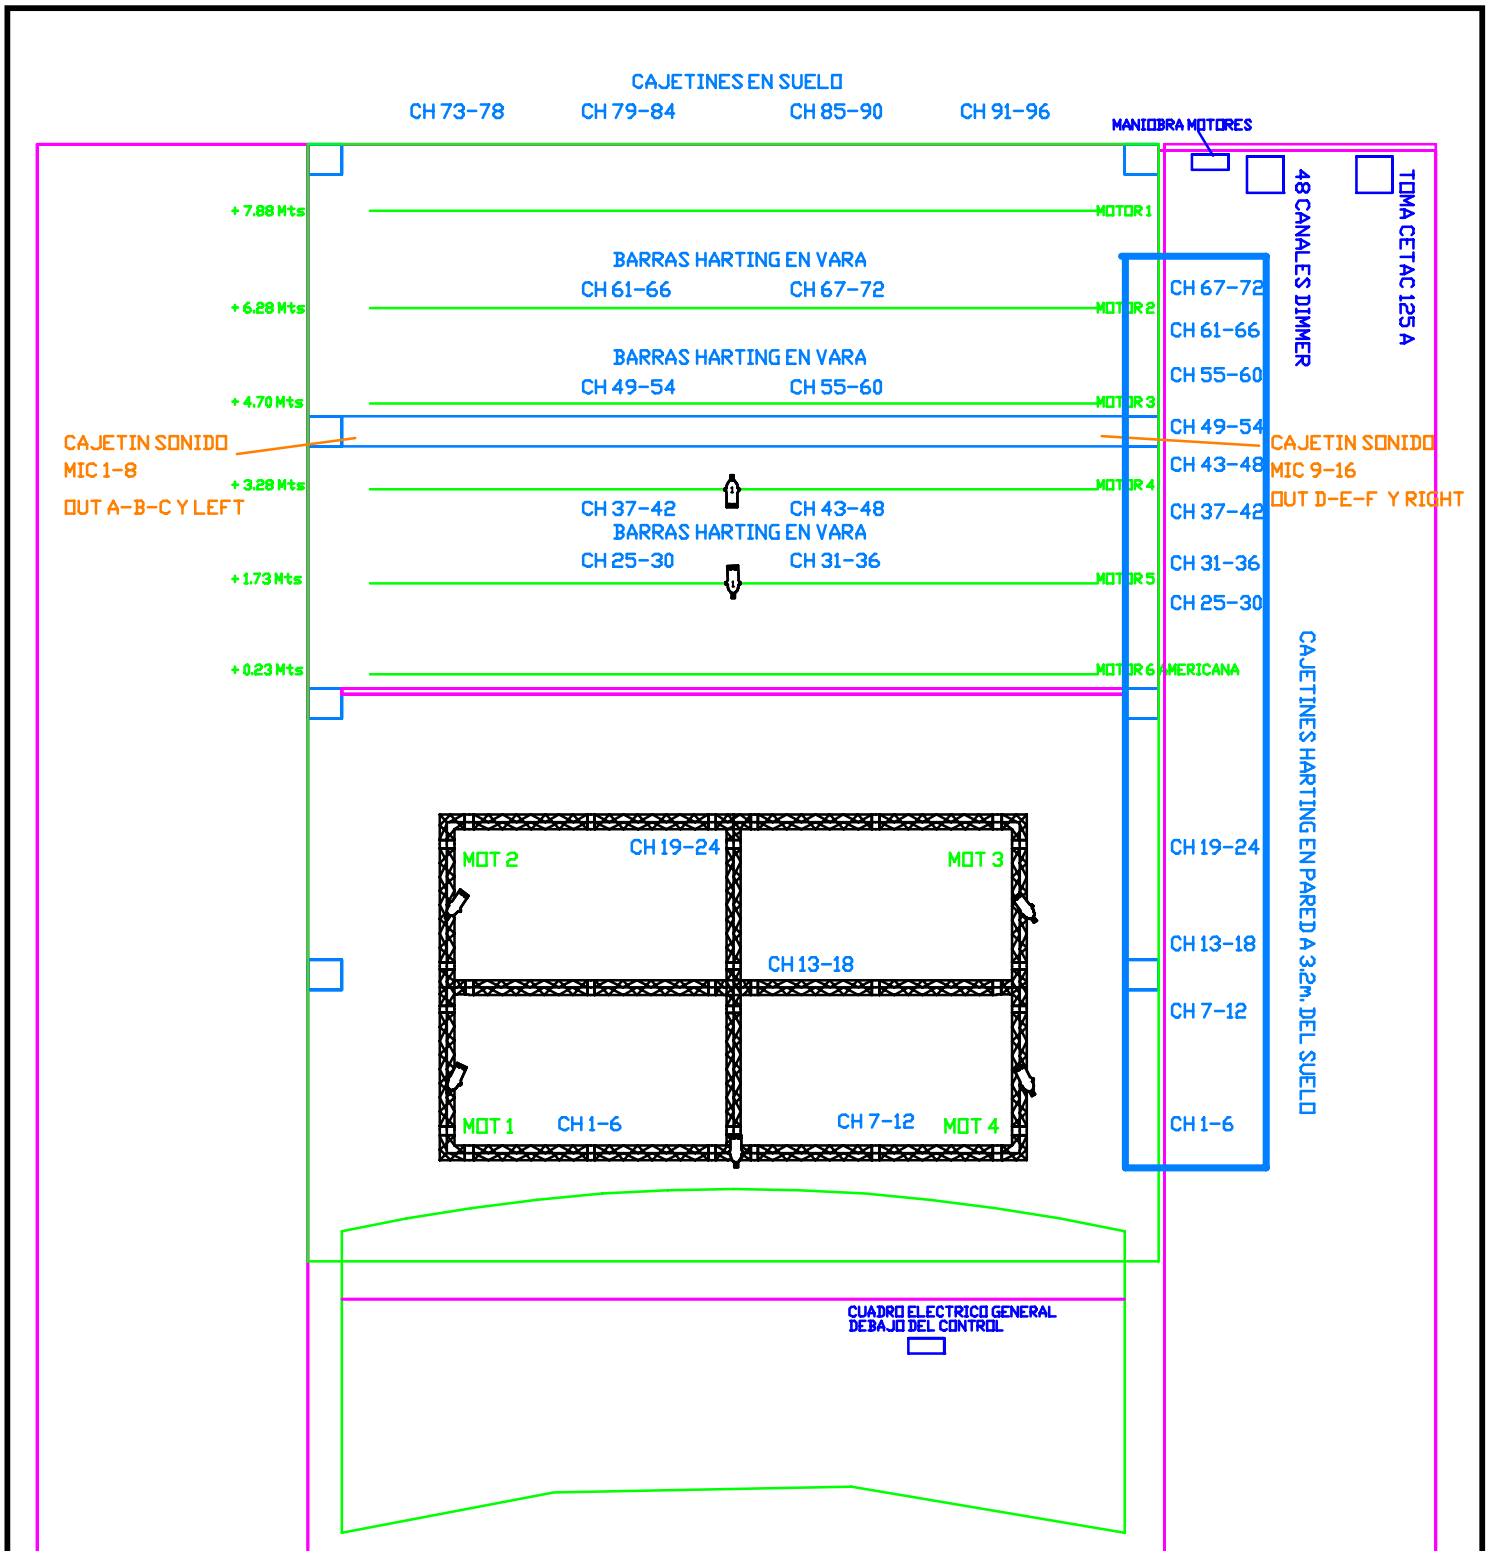 CAJETINES EN SUELO
CH 73-78 CH 79-84 CH 85-90 CH 91-96
MANIOBRA MOTORES
48 CANALES DIMMER
TOMA CETAC 125 A
+ 7.88 Mts MOTOR 1
BARRAS HARTING EN VARA
CH 61-66 CH 67-72
+ 6.28 Mts MOTOR 2
BARRAS HARTING EN VARA
CH 49-54 CH 55-60
+ 4.70 Mts MOTOR 3
CAJETIN SONIDO
MIC 1-8
OUT A-B-C Y LEFT
CAJETIN SONIDO
MIC 9-16
OUT D-E-F Y RIGHT
+ 3.28 Mts MOTOR 4
1
CH 37-42 CH 43-48
BARRAS HARTING EN VARA
CH 25-30 CH 31-36
+ 1.73 Mts MOTOR 5
1
+ 0.23 Mts MOTOR 6 AMERICANA
CH 67-72
CH 61-66
CH 55-60
CH 49-54
CH 43-48
CH 37-42
CH 31-36
CH 25-30
CH 19-24
CH 13-18
CH 7-12
CH 1-6
CAJETINES HARTING EN PARED A 3.2m. DEL SUELO
MOT 2 CH 19-24 MOT 3
CH 13-18
MOT 1 CH 1-6 CH 7-12 MOT 4
CUADRO ELECTRICO GENERAL
DEBAJO DEL CONTROL